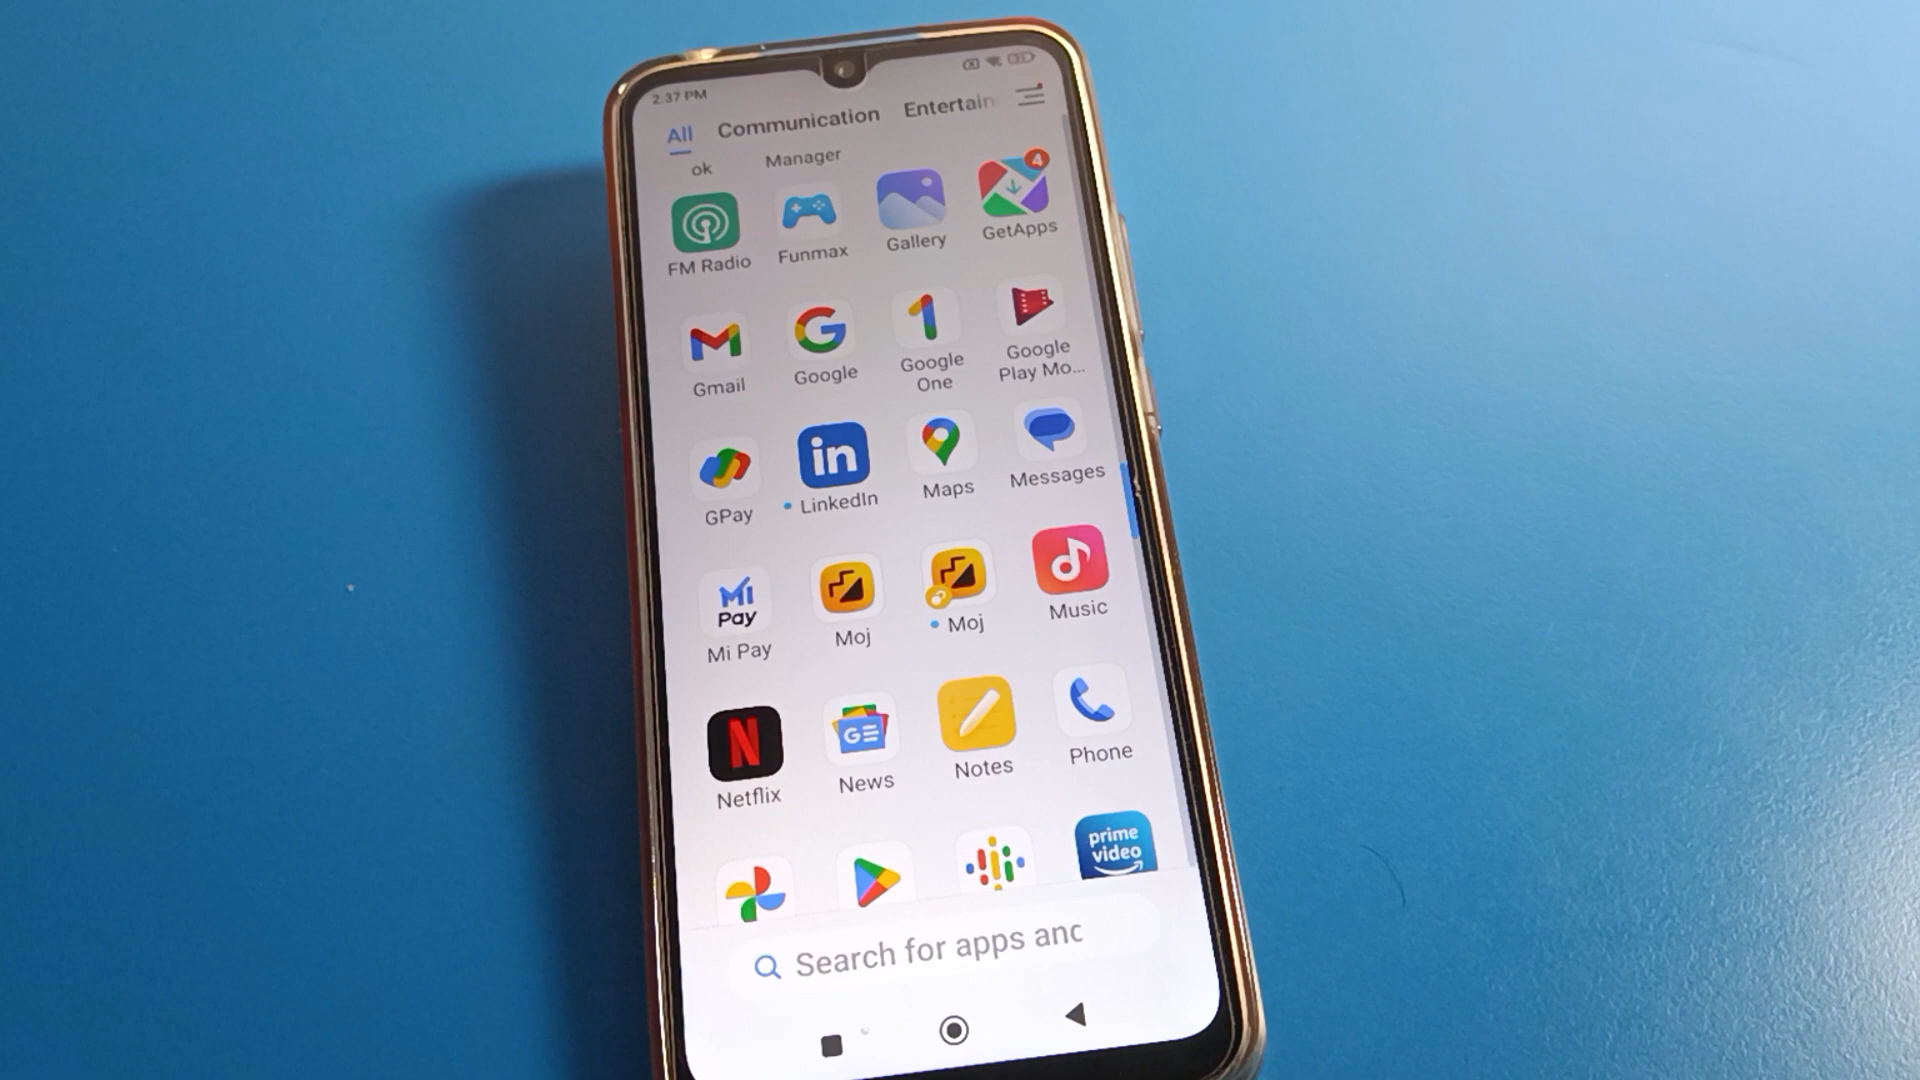 2:37 PM
All Communication Entertain
ok Manager
FM Radio Funmax Gallery GetApps
4
Gmail Google Google One Google Play Mo...
GPay LinkedIn Maps Messages
in
Mi Pay
Mi Pay Moj Moj Music
N
GE
Netflix News Notes Phone
prime video
Search for apps anc